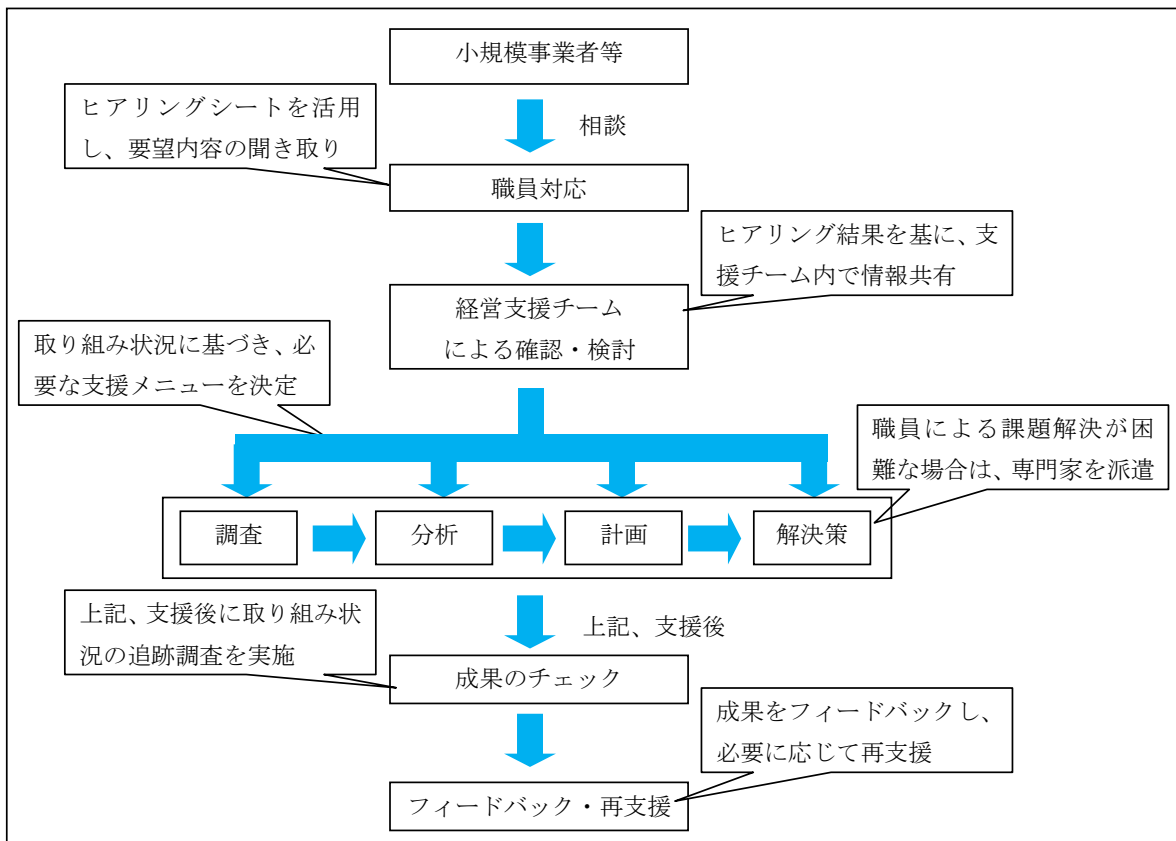 小規模事業者等
ヒアリングシートを活用
し、要望内容の聞き取り
相談
職員対応
ヒアリング結果を基に、支
援チーム内で情報共有
経営支援チーム
による確認・検討
取り組み状況に基づき、必
要な支援メニューを決定
職員による課題解決が困
難な場合は、専門家を派遣
調査
分析
計画
解決策
上記、支援後に取り組み状
況の追跡調査を実施
上記、支援後
成果のチェック
成果をフィードバックし、
必要に応じて再支援
フィードバック・再支援